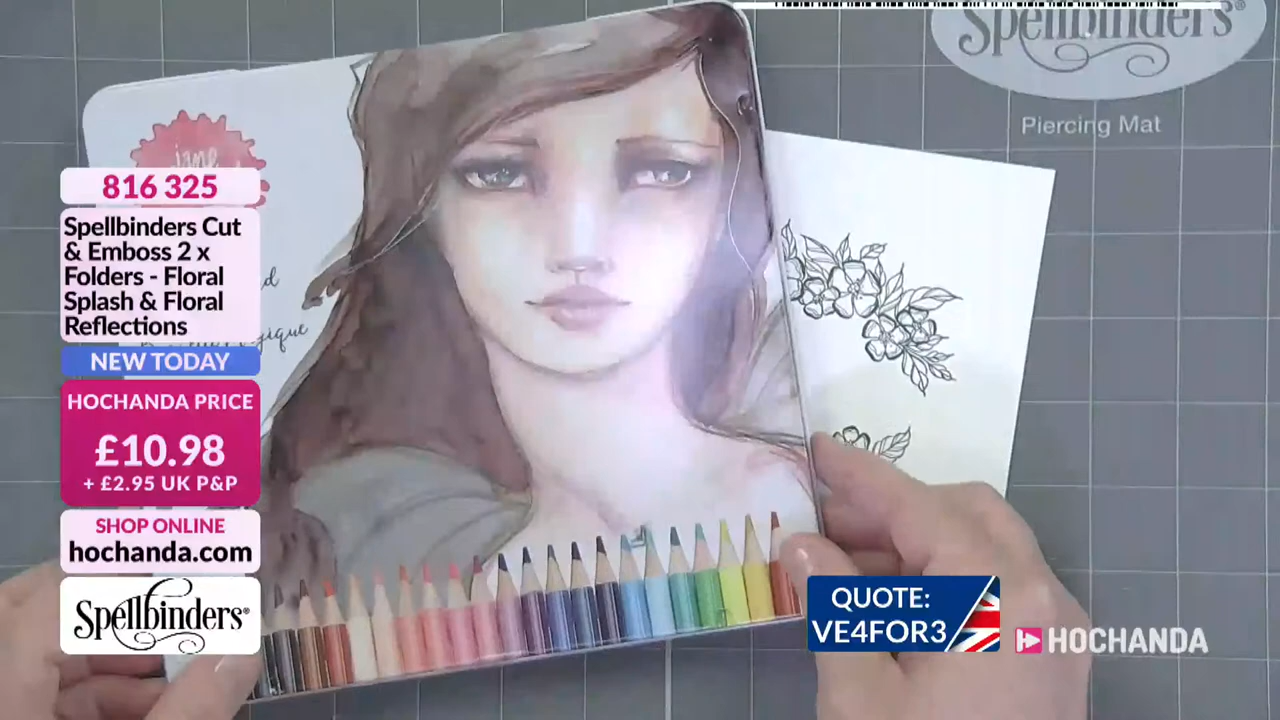 Spellbinders®
Piercing Mat
jane
816 325
Spellbinders Cut
& Emboss 2 x
Folders - Floral
Splash & Floral
Reflections
NEW TODAY
HOCHANDA PRICE
£10.98
+ £2.95 UK P&P
SHOP ONLINE
hochanda.com
Spellbinders®
QUOTE:
VE4FOR3
HOCHANDA